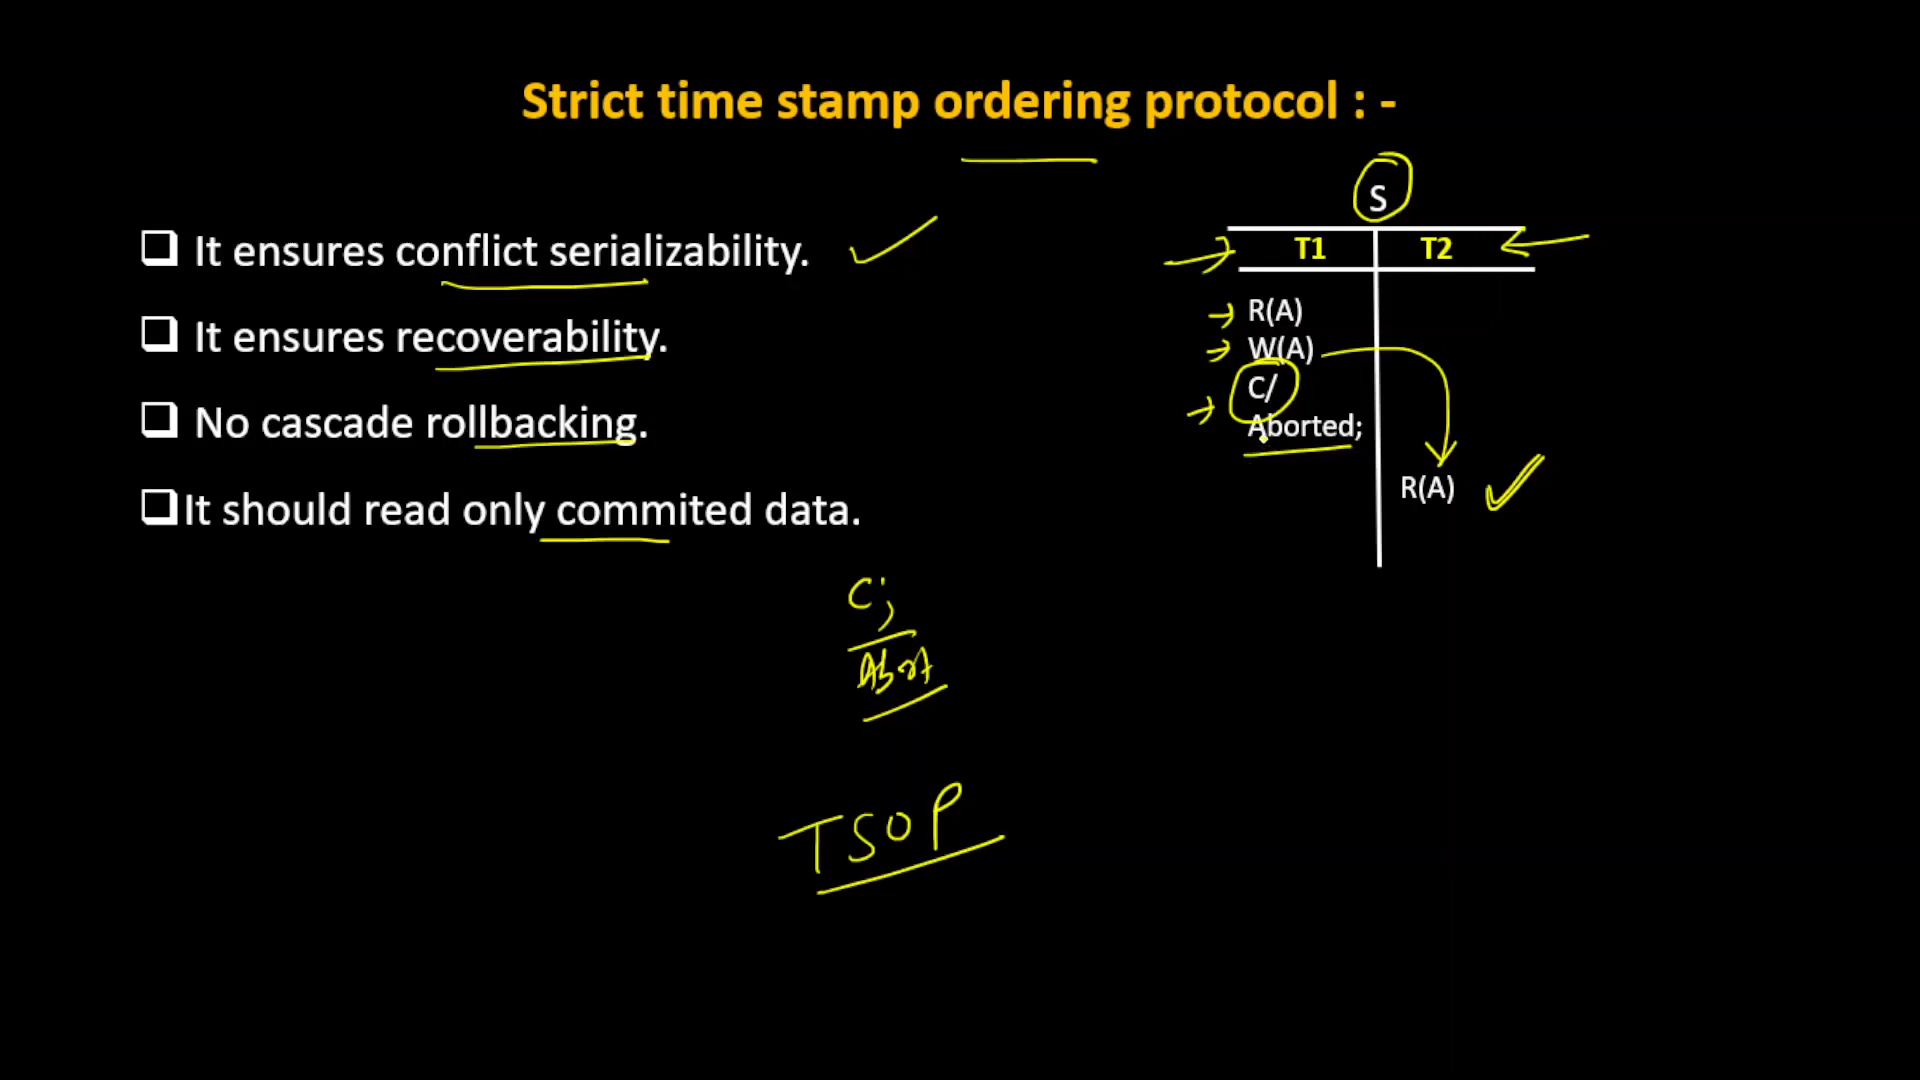 Strict time stamp ordering protocol : -
It ensures conflict serializability.
It ensures recoverability.
No cascade rollbacking.
It should read only commited data.
S
T1 T2
R(A)
W(A)
C/
Aborted;
R(A)
C;
Abort
TSOP